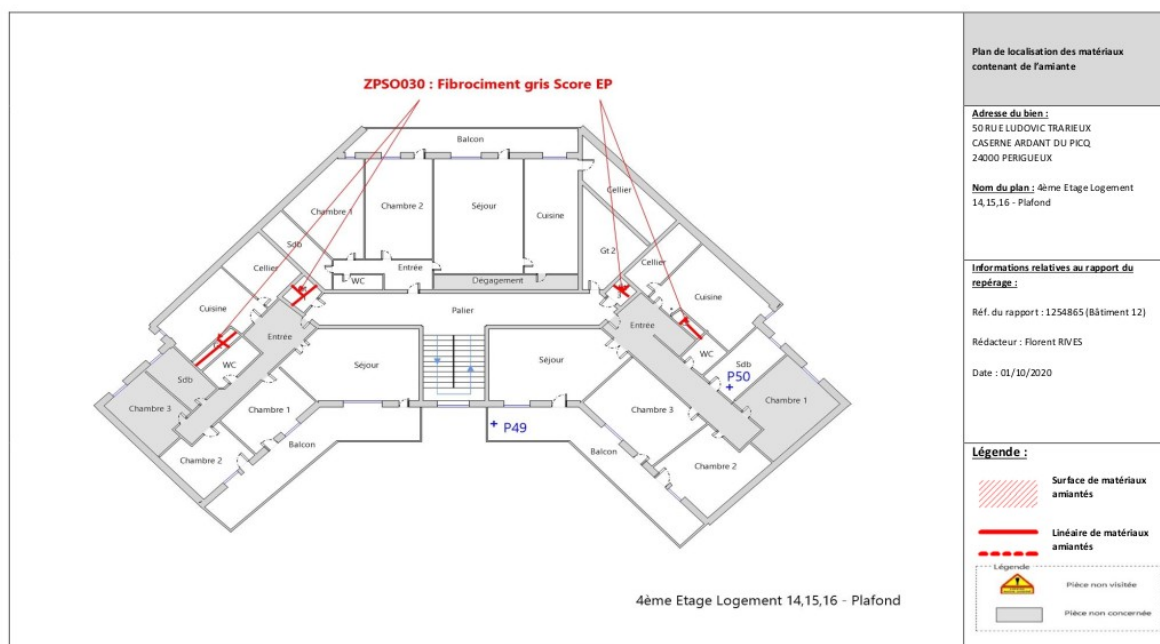 ZPSO030 : Fibrociment gris Score EP
Balcon
Cellier
Chambre 1
Chambre 2
Séjour
Cuisine
Sdb
Gt 2
Cellier
Cellier
WC
Entrée
Dégagement
Cuisine
Cuisine
Palier
Entrée
Entrée
WC
Séjour
Séjour
WC
Sdb
Sdb
P50
Chambre 3
Chambre 1
Chambre 3
Chambre 1
P49
Balcon
Balcon
Chambre 2
Chambre 2
4ème Etage Logement 14,15,16 - Plafond
Plan de localisation des matériaux
contenant de l'amiante
Adresse du bien :
50 RUE LUDOVIC TRARIEUX
CASERNE ARDANT DU PICQ
24000 PERIGUEUX
Nom du plan : 4ème Etage Logement
14,15,16 - Plafond
Informations relatives au rapport du
repérage :
Réf. du rapport : 1254865 (Bâtiment 12)
Rédacteur : Florent RIVES
Date : 01/10/2020
Légende :
Surface de matériaux
amiantés
Linéaire de matériaux
amiantés
Légende
Pièce non visitée
Pièce non concernée